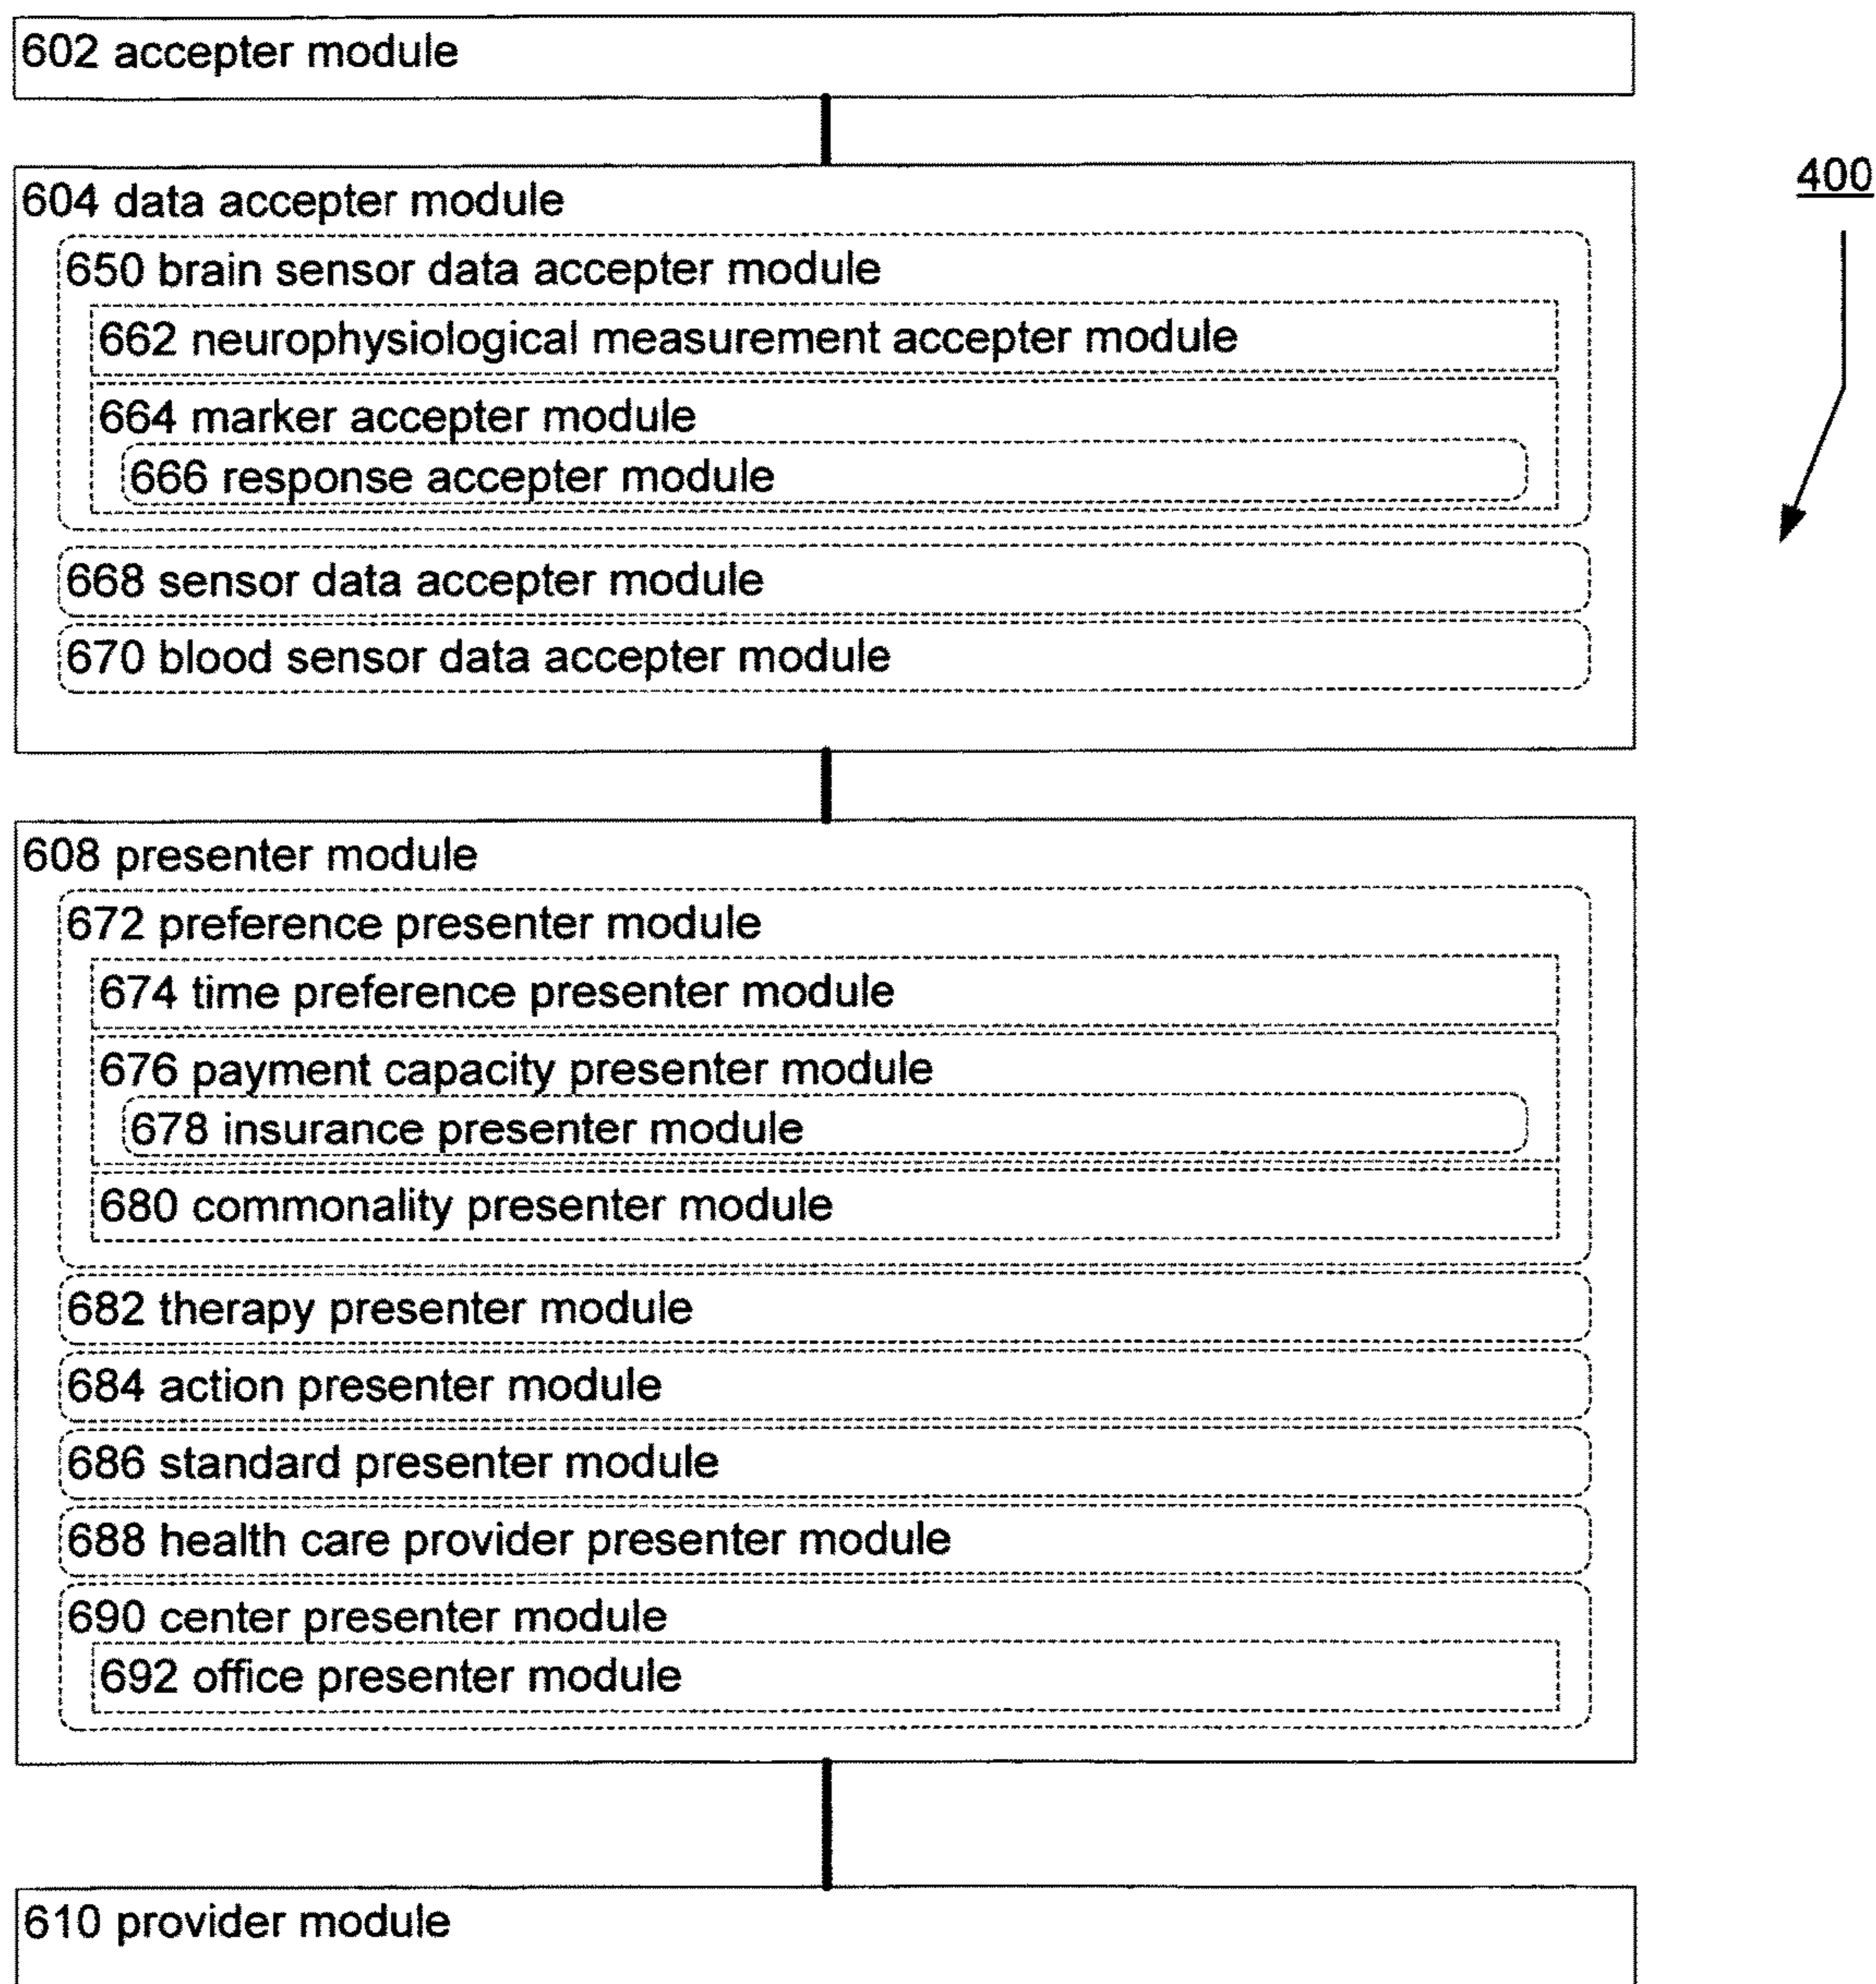 602 accepter module
400
604 data accepter module
650 brain sensor data accepter module
662 neurophysiological measurement accepter module
664 marker accepter module
666 response accepter module
668 sensor data accepter module
670 blood sensor data accepter module
608 presenter module
672 preference presenter module
674 time preference presenter module
676 payment capacity presenter module
678 insurance presenter module
680 commonality presenter module
682 therapy presenter module
684 action presenter module
686 standard presenter module
688 health care provider presenter module
690 center presenter module
692 office presenter module
610 provider module